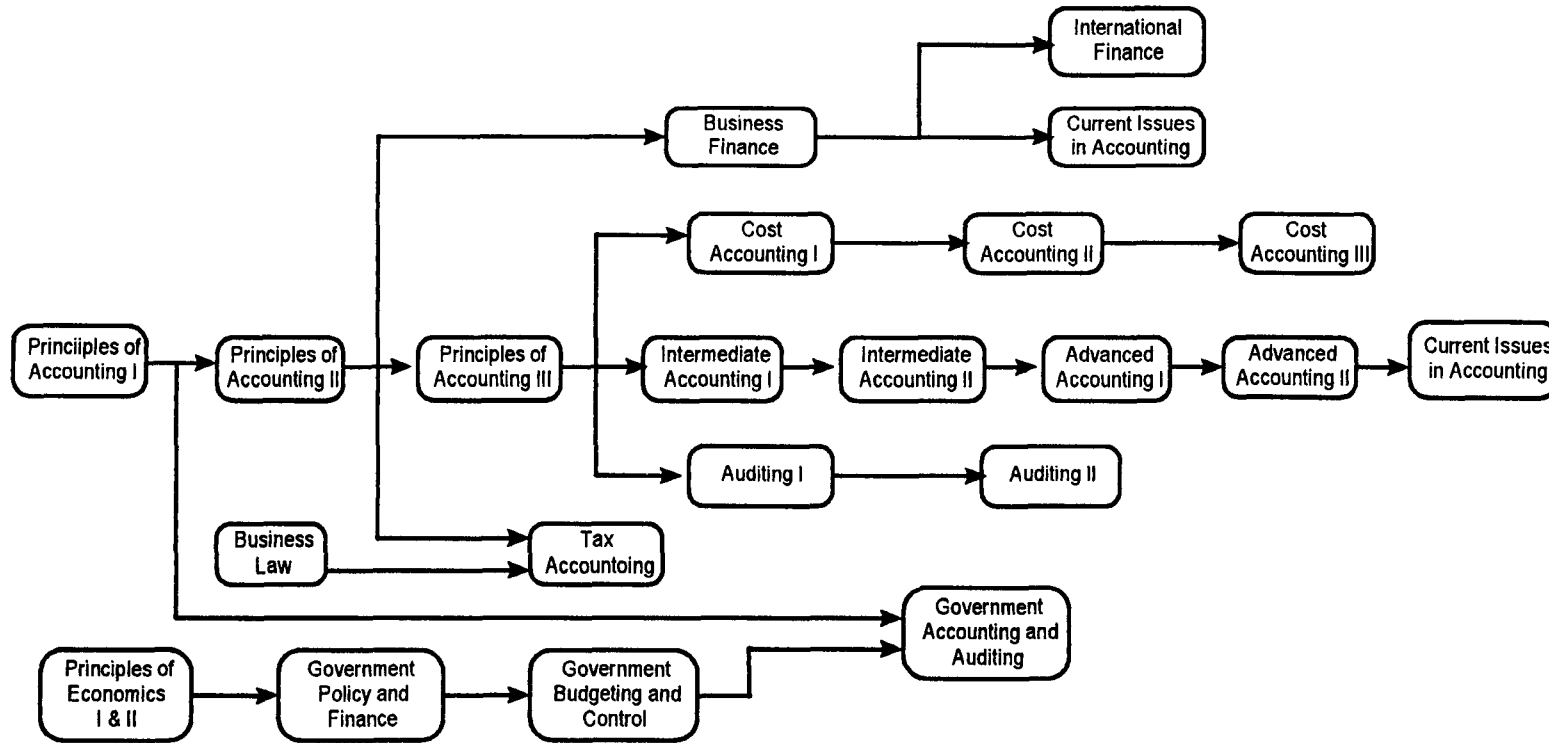 International
Finance
Business
Finance
Current Issues
in Accounting
Cost
Accounting I
Cost
Accounting II
Cost
Accounting III
Princiiples of
Accounting I
Principles of
Accounting II
Principles of
Accounting III
Intermediate
Accounting I
Intermediate
Accounting II
Advanced
Accounting I
Advanced
Accounting II
Current Issues
in Accounting
Auditing I
Auditing II
Business
Law
Tax
Accountoing
Government
Accounting and
Auditing
Principles of
Economics
I & II
Government
Policy and
Finance
Government
Budgeting and
Control